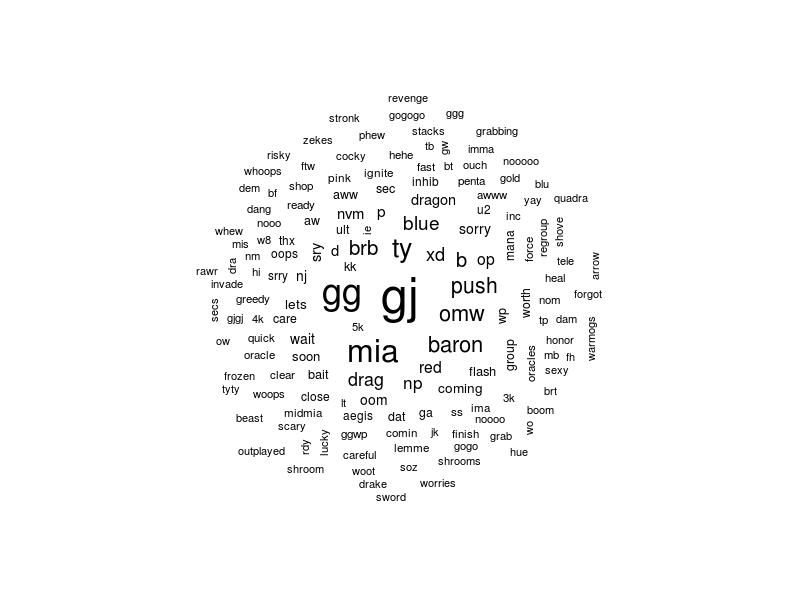 revenge
stronk gogogo ggg
zekes phew stacks grabbing
risky cocky hehe tb gw imma
whoops ftw ignite fast bt ouch nooooo
dem bf shop pink aww sec inhib penta gold blu
dang ready nvm p dragon awww yay quadra
whew nooo aw ult .ie blue sorry u2 inc
mis w8 thx sry d brb ty xd b op mana force regroup shove
rawr dra nm oops kk tele arrow
invade hi srry nj gg gj push worth heal nom forgot
secs greedy lets omw wp
gjgj 4k care 5k tp dam warmogs
ow quick wait mia baron group oracles honor
oracle soon red mb fh
frozen clear bait drag np flash sexy
tyty woops close lt oom coming 3k brt
beast midmia aegis dat ga ss ima boom
scary noooo wo
outplayed rdy lucky ggwp comin jk finish grab
careful lemme gogo hue
shroom woot soz shrooms
drake worries
sword